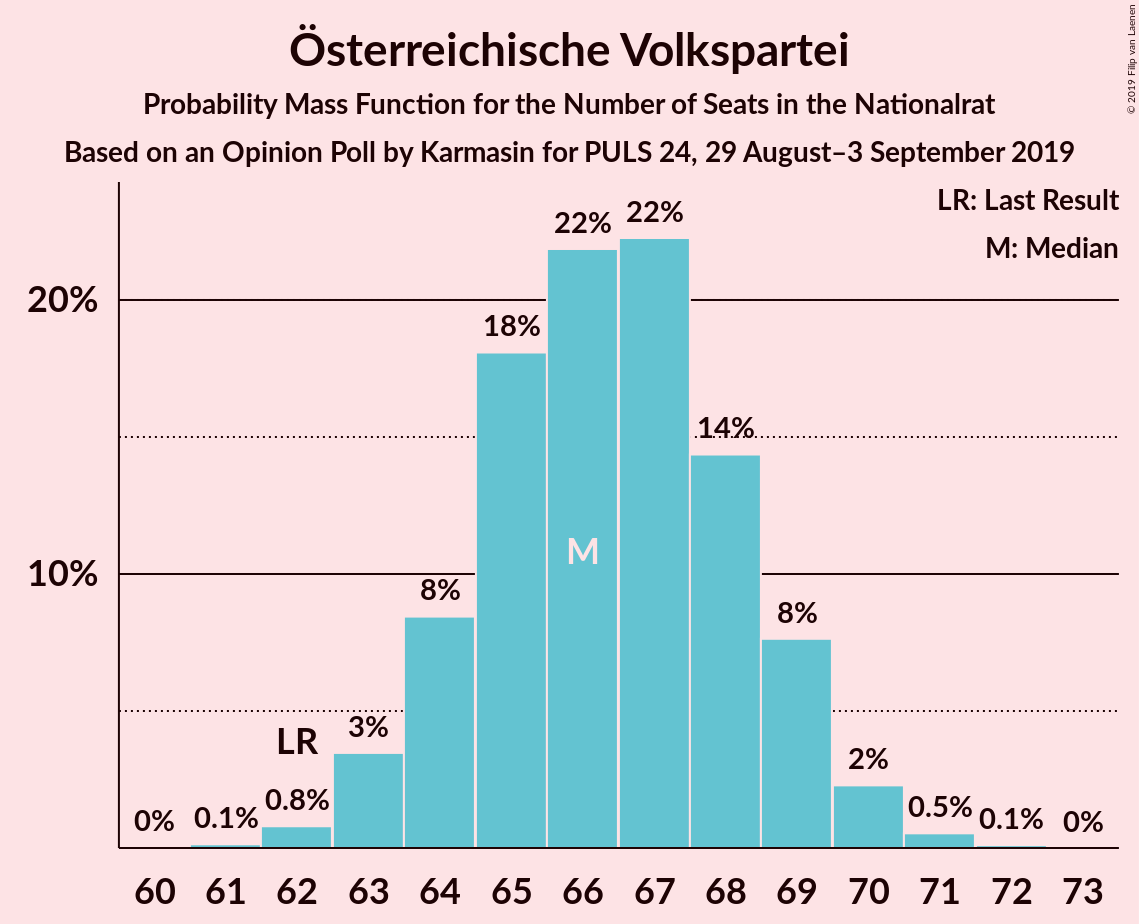 Österreichische Volkspartei
Probability Mass Function for the Number of Seats in the Nationalrat
Based on an Opinion Poll by Karmasin for PULS 24, 29 August–3 September 2019
© 2019 Filip van Laenen
LR: Last Result
M: Median
20%
10%
0%
0.1%
0.8%
LR
3%
8%
18%
22%
M
22%
14%
8%
2%
0.5%
0.1%
0%
60 61 62 63 64 65 66 67 68 69 70 71 72 73